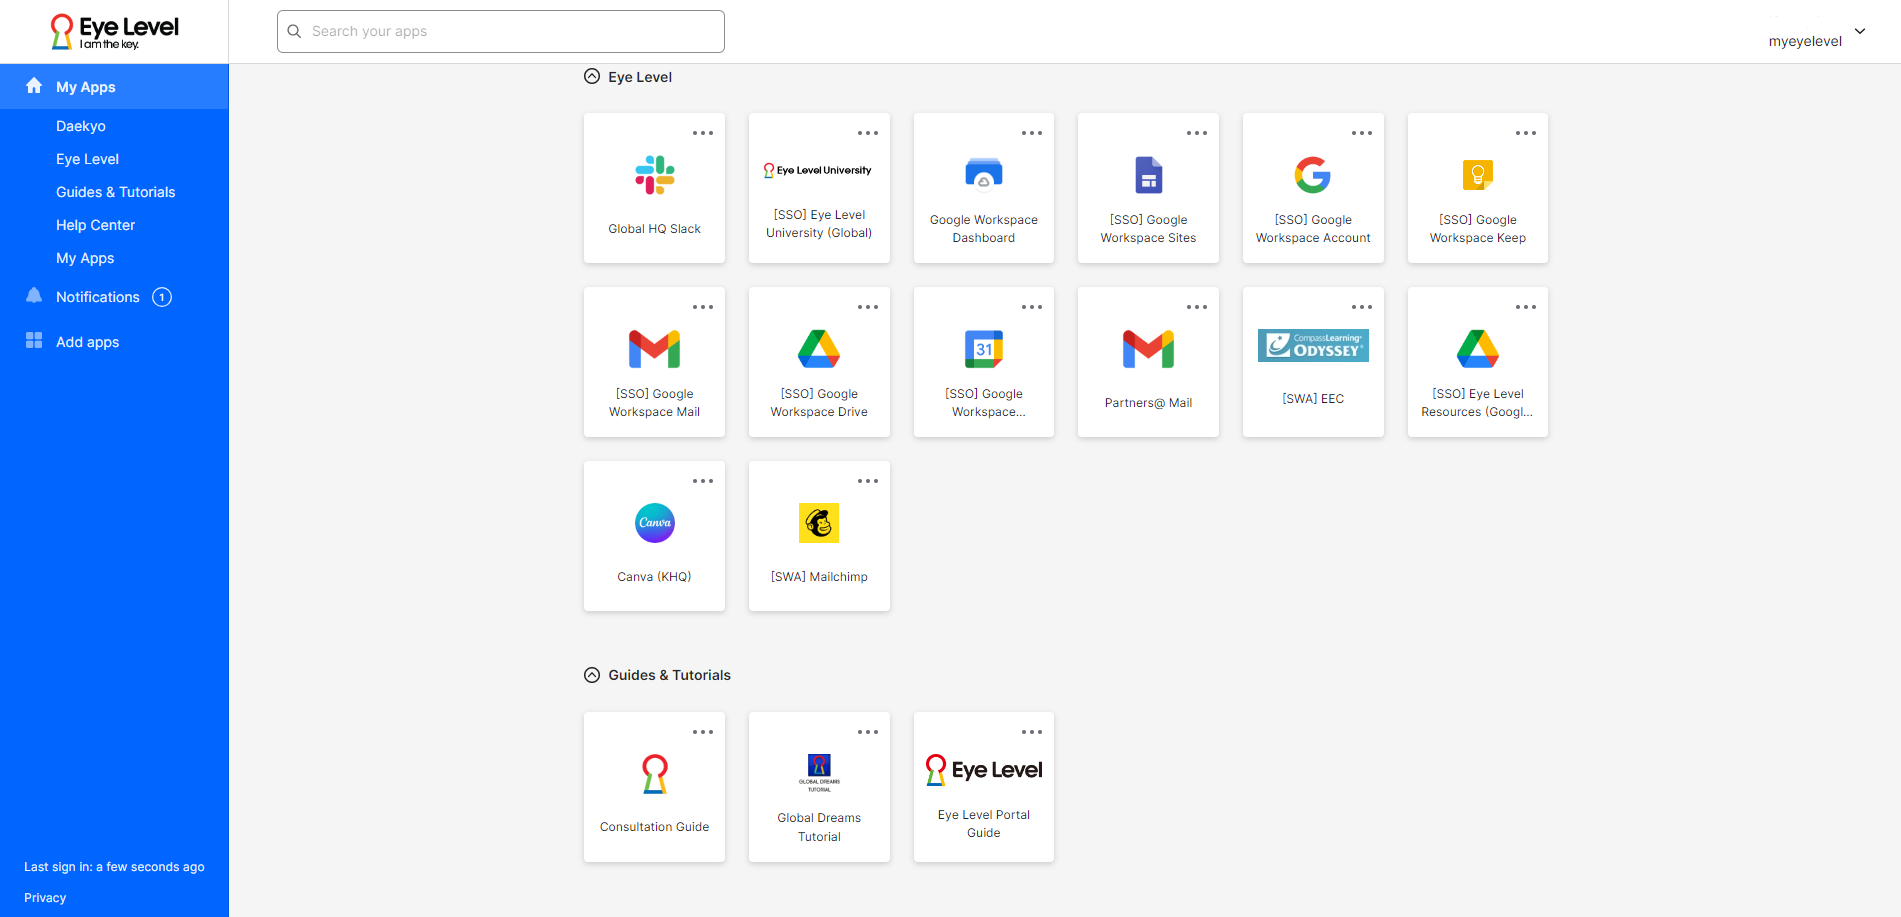 Eye Level
I am the key.
Search your apps
myeyelevel
My Apps
Daekyo
Eye Level
Guides & Tutorials
Help Center
My Apps
Notifications 1
Add apps
Last sign in: a few seconds ago
Privacy
Eye Level
Global HQ Slack
Eye Level University
[SSO] Eye Level
University (Global)
Google Workspace
Dashboard
[SSO] Google
Workspace Sites
[SSO] Google
Workspace Account
[SSO] Google
Workspace Keep
[SSO] Google
Workspace Mail
[SSO] Google
Workspace Drive
31
[SSO] Google
Workspace...
Partners@ Mail
CompassLearning®
ODYSSEY®
[SWA] EEC
[SSO] Eye Level
Resources (Googl...
Canva
Canva (KHQ)
[SWA] Mailchimp
Guides & Tutorials
Consultation Guide
GLOBAL DREAMS
TUTORIAL
Global Dreams
Tutorial
Eye Level
Eye Level Portal
Guide